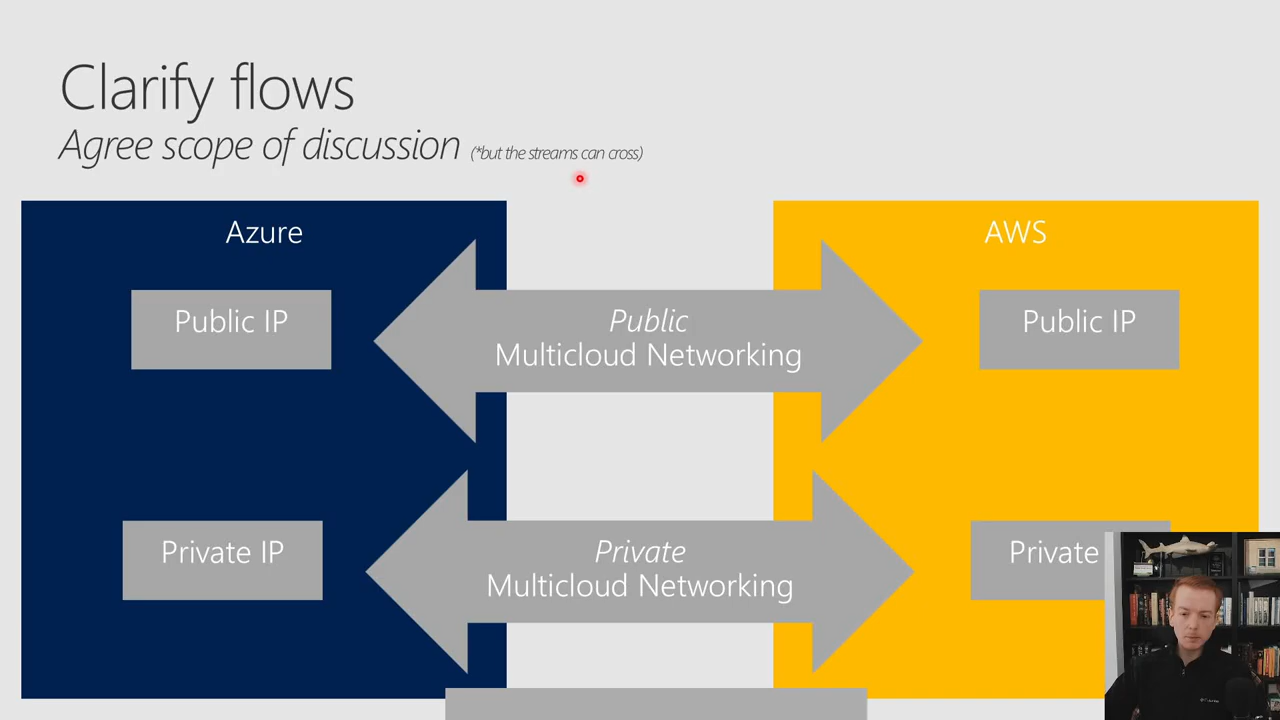 Clarify flows
Agree scope of discussion (*but the streams can cross)
Azure
AWS
Public IP
Public
Multicloud Networking
Public IP
Private IP
Private
Multicloud Networking
Private